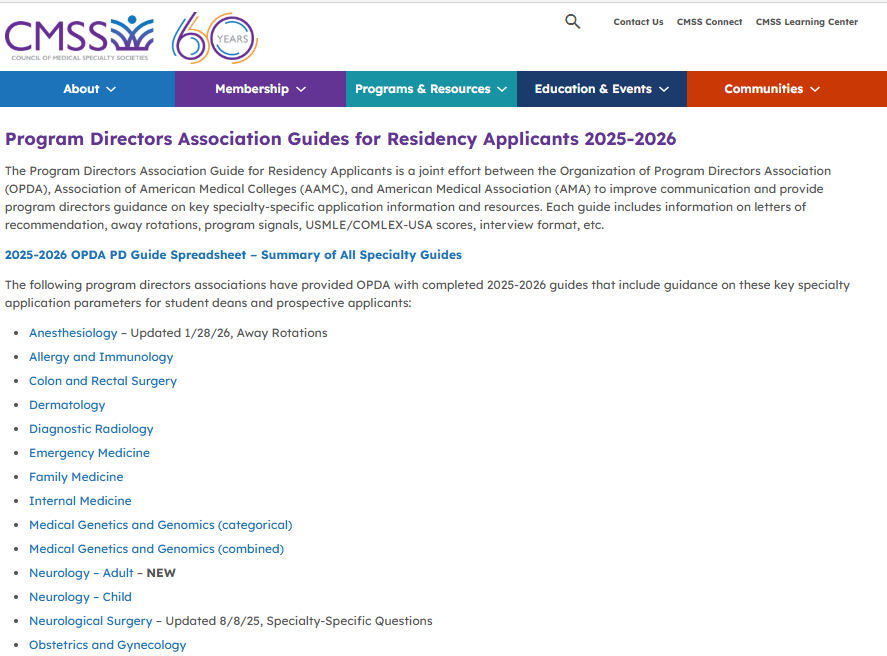 CMSS
COUNCIL OF MEDICAL SPECIALTY SOCIETIES
60
YEARS
Contact Us
CMSS Connect
CMSS Learning Center
About
Membership
Programs & Resources
Education & Events
Communities
Program Directors Association Guides for Residency Applicants 2025-2026
The Program Directors Association Guide for Residency Applicants is a joint effort between the Organization of Program Directors Association
(OPDA), Association of American Medical Colleges (AAMC), and American Medical Association (AMA) to improve communication and provide
program directors guidance on key specialty-specific application information and resources. Each guide includes information on letters of
recommendation, away rotations, program signals, USMLE/COMLEX-USA scores, interview format, etc.
2025-2026 OPDA PD Guide Spreadsheet – Summary of All Specialty Guides
The following program directors associations have provided OPDA with completed 2025-2026 guides that include guidance on these key specialty
application parameters for student deans and prospective applicants:
Anesthesiology – Updated 1/28/26, Away Rotations
Allergy and Immunology
Colon and Rectal Surgery
Dermatology
Diagnostic Radiology
Emergency Medicine
Family Medicine
Internal Medicine
Medical Genetics and Genomics (categorical)
Medical Genetics and Genomics (combined)
Neurology – Adult – NEW
Neurology – Child
Neurological Surgery – Updated 8/8/25, Specialty-Specific Questions
Obstetrics and Gynecology